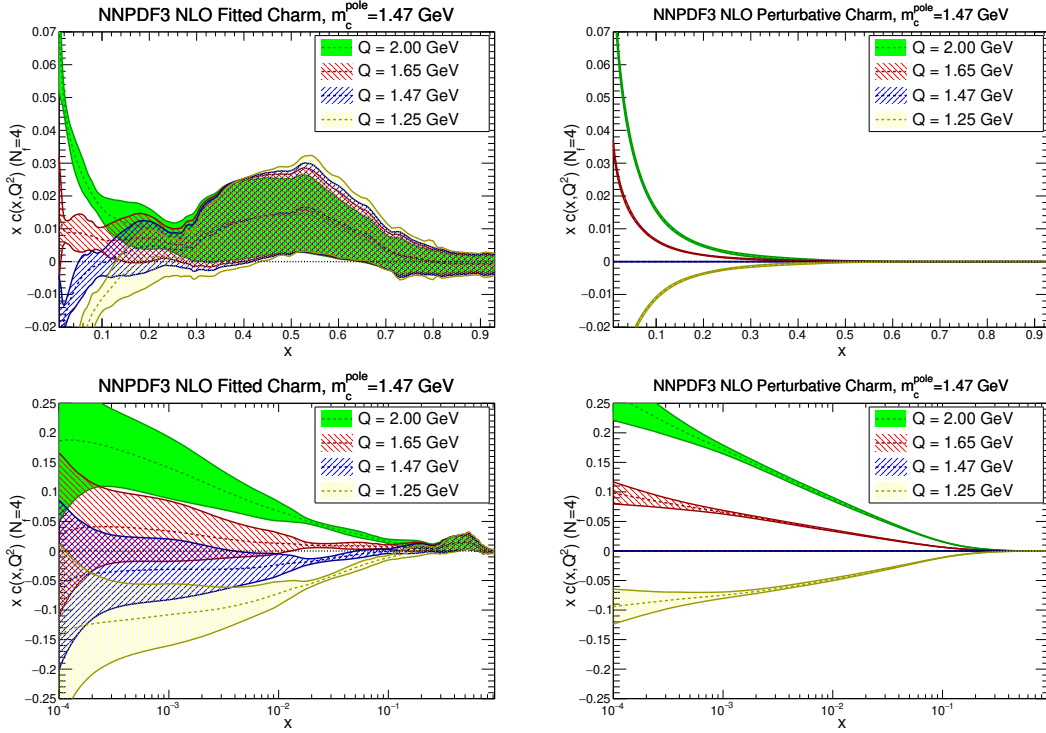 NNPDF3 NLO Fitted Charm, m_c^pole=1.47 GeV
x c(x,Q²) (N_f=4)
0.07
0.06
0.05
0.04
0.03
0.02
0.01
0
−0.01
−0.02
Q = 2.00 GeV
Q = 1.65 GeV
Q = 1.47 GeV
Q = 1.25 GeV
0.1 0.2 0.3 0.4 0.5 0.6 0.7 0.8 0.9
x
NNPDF3 NLO Perturbative Charm, m_c^pole=1.47 GeV
x c(x,Q²) (N_f=4)
0.07
0.06
0.05
0.04
0.03
0.02
0.01
0
−0.01
−0.02
Q = 2.00 GeV
Q = 1.65 GeV
Q = 1.47 GeV
Q = 1.25 GeV
0.1 0.2 0.3 0.4 0.5 0.6 0.7 0.8 0.9
x
NNPDF3 NLO Fitted Charm, m_c^pole=1.47 GeV
x c(x,Q²) (N_f=4)
0.25
0.2
0.15
0.1
0.05
0
−0.05
−0.1
−0.15
−0.2
−0.25
Q = 2.00 GeV
Q = 1.65 GeV
Q = 1.47 GeV
Q = 1.25 GeV
10⁻⁴ 10⁻³ 10⁻² 10⁻¹
x
NNPDF3 NLO Perturbative Charm, m_c^pole=1.47 GeV
x c(x,Q²) (N_f=4)
0.25
0.2
0.15
0.1
0.05
0
−0.05
−0.1
−0.15
−0.2
−0.25
Q = 2.00 GeV
Q = 1.65 GeV
Q = 1.47 GeV
Q = 1.25 GeV
10⁻⁴ 10⁻³ 10⁻² 10⁻¹
x